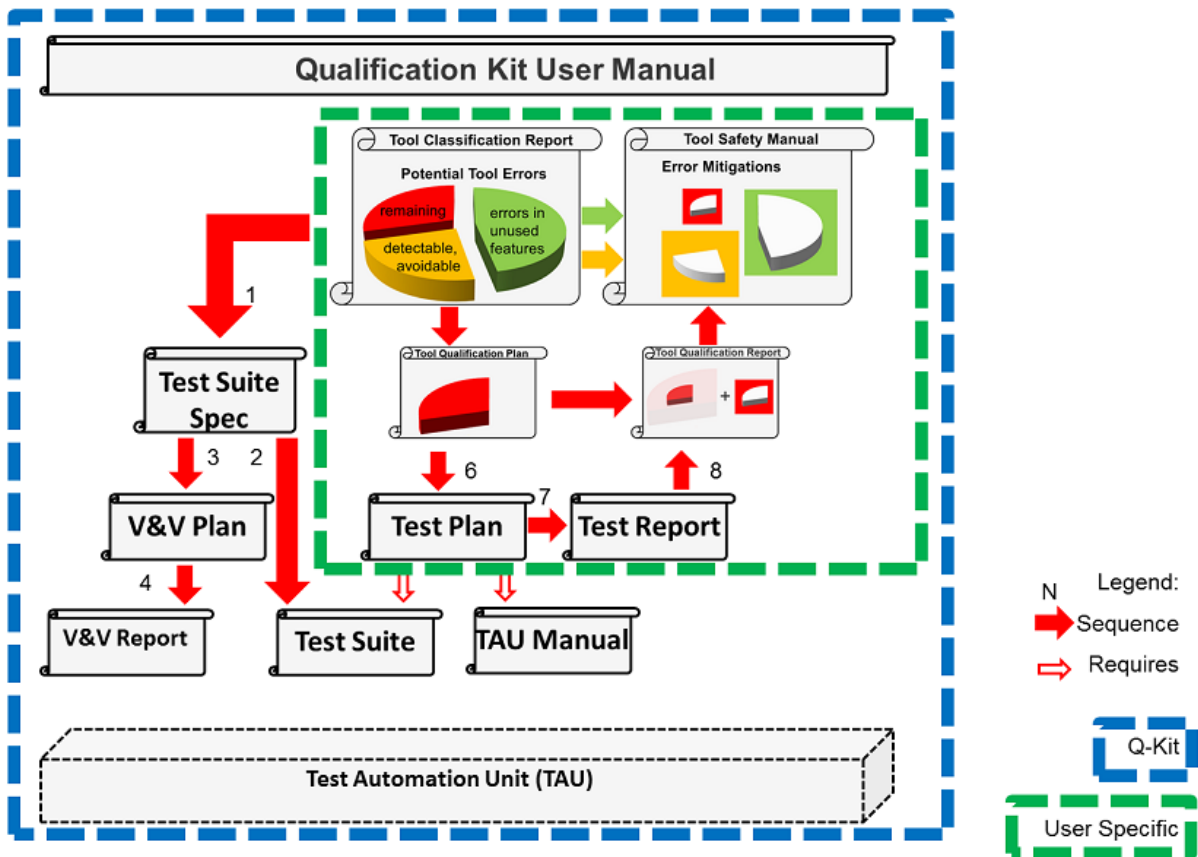 Qualification Kit User Manual
Tool Classification Report
Potential Tool Errors
remaining
errors in
unused
features
detectable,
avoidable
Tool Safety Manual
Error Mitigations
1
Test Suite
Spec
Tool Qualification Plan
Tool Qualification Report
+
3
2
6
7
8
V&V Plan
Test Plan
Test Report
4
V&V Report
Test Suite
TAU Manual
Test Automation Unit (TAU)
N
Legend:
Sequence
Requires
Q-Kit
User Specific